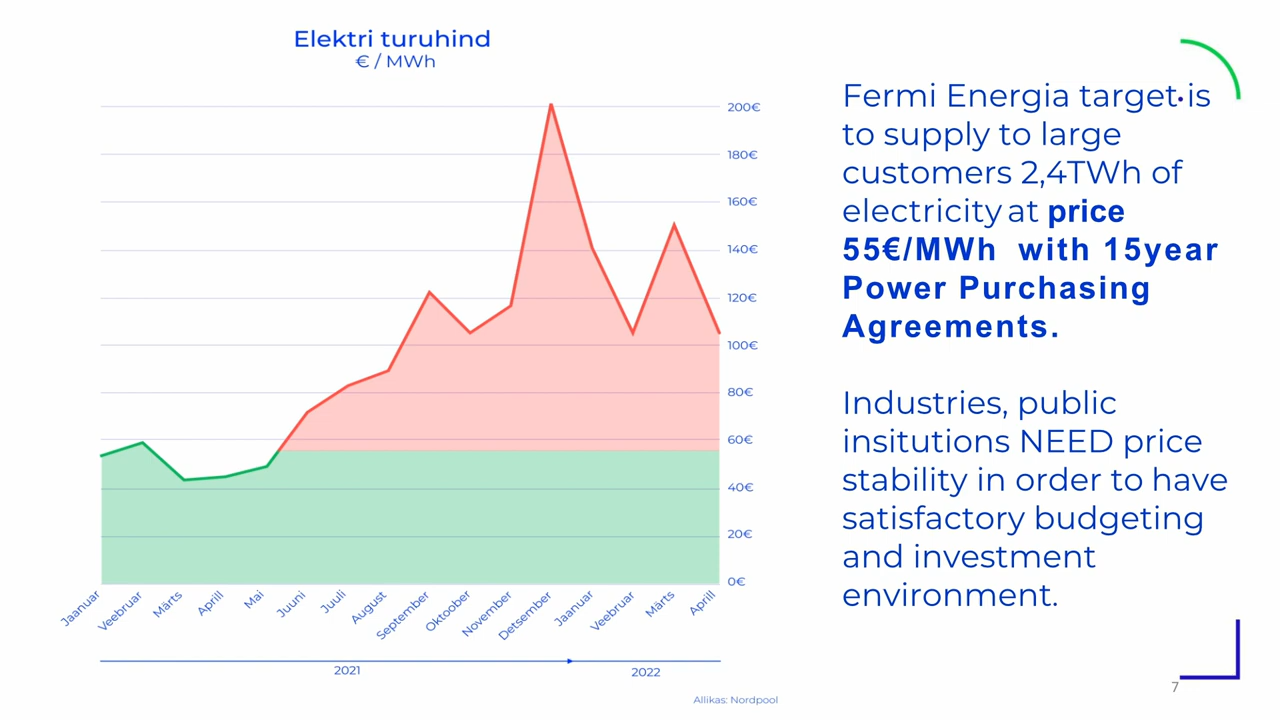 Elektri turuhind
€ / MWh
200€
180€
160€
140€
120€
100€
80€
60€
40€
20€
0€
Jaanuar
Veebruar
Märts
Aprill
Mai
Juuni
Juuli
August
September
Oktoober
November
Detsember
Jaanuar
Veebruar
Märts
Aprill
2021
2022
Allikas: Nordpool
Fermi Energia target is
to supply to large
customers 2,4TWh of
electricity at price
55€/MWh with 15year
Power Purchasing
Agreements.
Industries, public
insitutions NEED price
stability in order to have
satisfactory budgeting
and investment
environment.
7